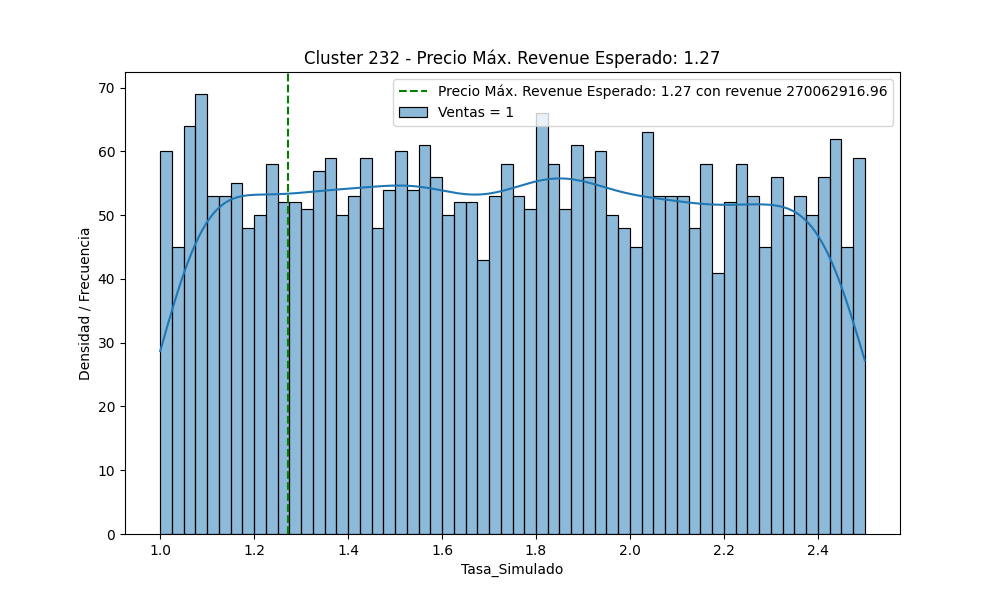 Cluster 232 - Precio Máx. Revenue Esperado: 1.27
Precio Máx. Revenue Esperado: 1.27 con revenue 270062916.96
Ventas = 1
70
60
50
40
30
20
10
0
Densidad / Frecuencia
1.0 1.2 1.4 1.6 1.8 2.0 2.2 2.4
Tasa_Simulado